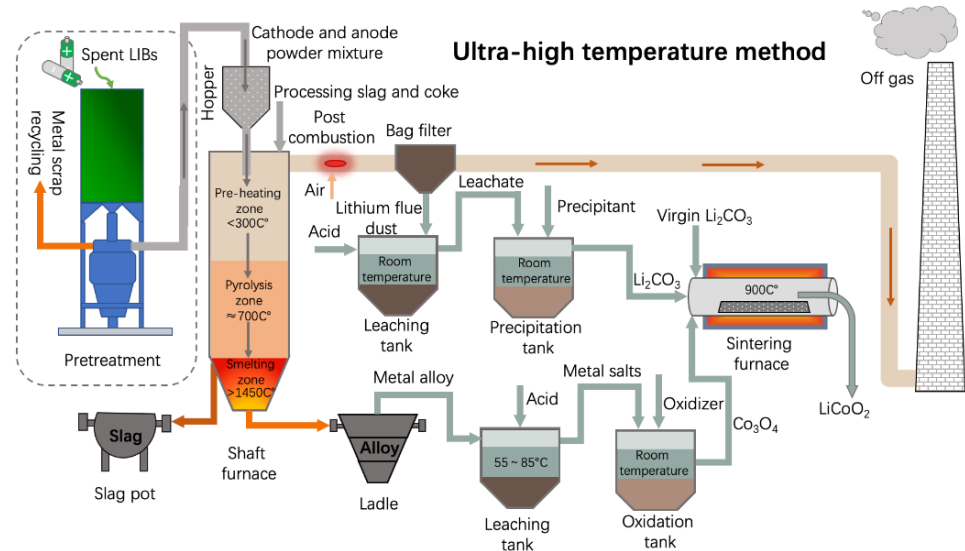 Ultra-high temperature method
Spent LIBs
Metal scrap
recycling
Pretreatment
Cathode and anode
powder mixture
Hopper
Processing slag and coke
Post
combustion
Air
Bag filter
Off gas
Pre-heating
zone
<300C°
Pyrolysis
zone
≈700C°
Smelting
zone
>1450C°
Shaft
furnace
Slag
Slag pot
Alloy
Ladle
Lithium flue
dust
Acid
Room
temperature
Leaching
tank
Leachate
Precipitant
Room
temperature
Precipitation
tank
Li₂CO₃
Virgin Li₂CO₃
900C°
Sintering
furnace
LiCoO₂
Metal alloy
Acid
55 ~ 85°C
Leaching
tank
Metal salts
Oxidizer
Room
temperature
Oxidation
tank
Co₃O₄